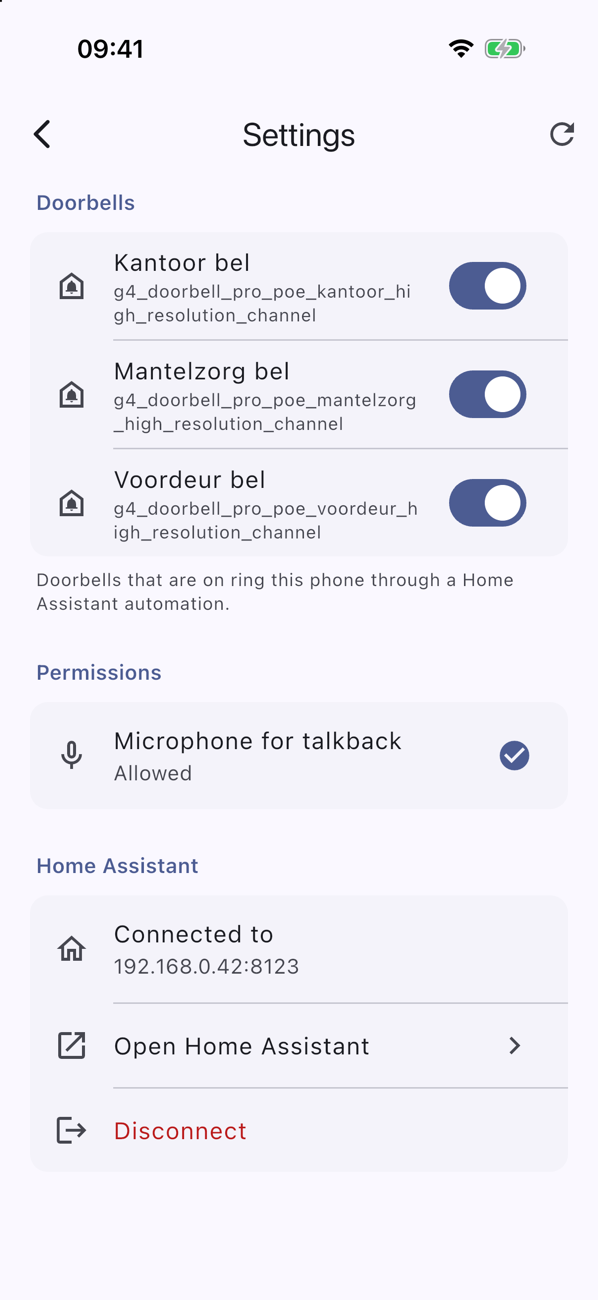 09:41
Settings
Doorbells
Kantoor bel
g4_doorbell_pro_poe_kantoor_hi
gh_resolution_channel
Mantelzorg bel
g4_doorbell_pro_poe_mantelzorg
_high_resolution_channel
Voordeur bel
g4_doorbell_pro_poe_voordeur_h
igh_resolution_channel
Doorbells that are on ring this phone through a Home
Assistant automation.
Permissions
Microphone for talkback
Allowed
Home Assistant
Connected to
192.168.0.42:8123
Open Home Assistant
Disconnect